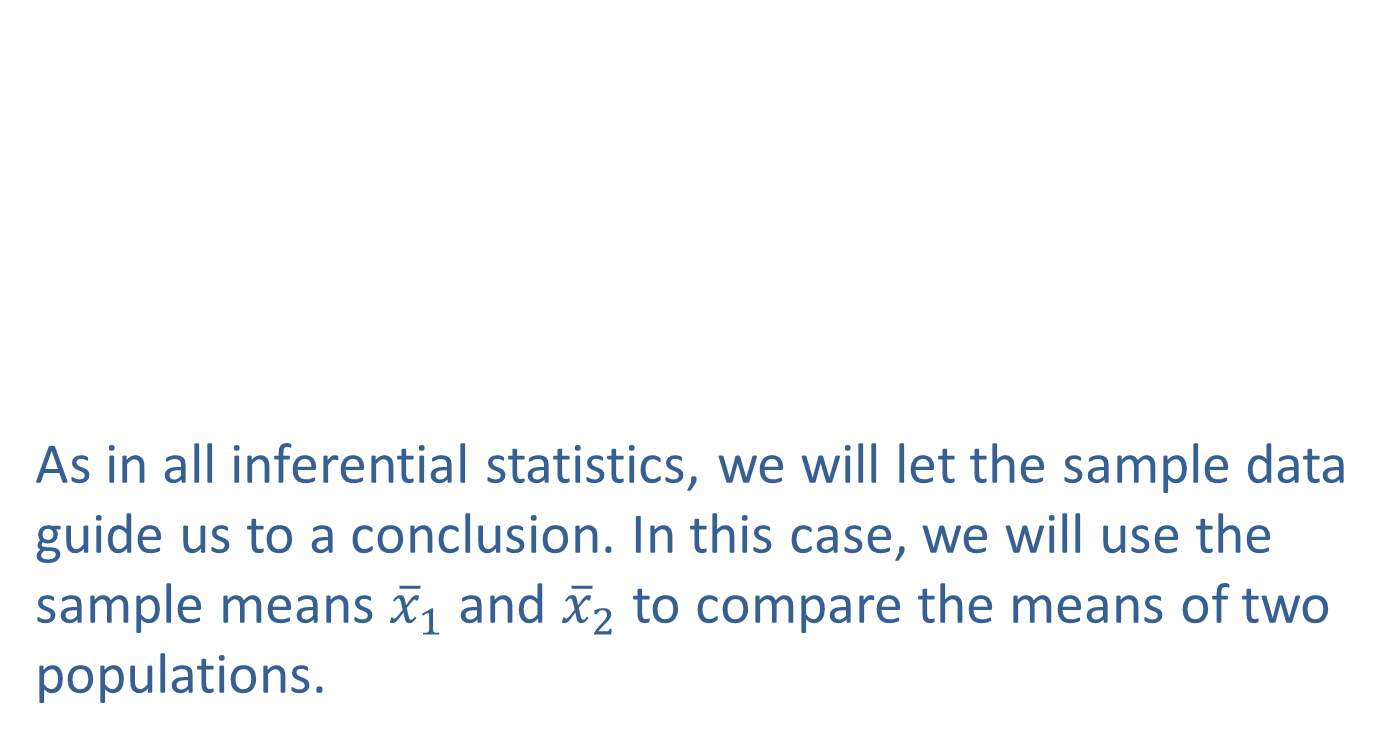 As in all inferential statistics, we will let the sample data
guide us to a conclusion. In this case, we will use the
sample means x̄₁ and x̄₂ to compare the means of two
populations.